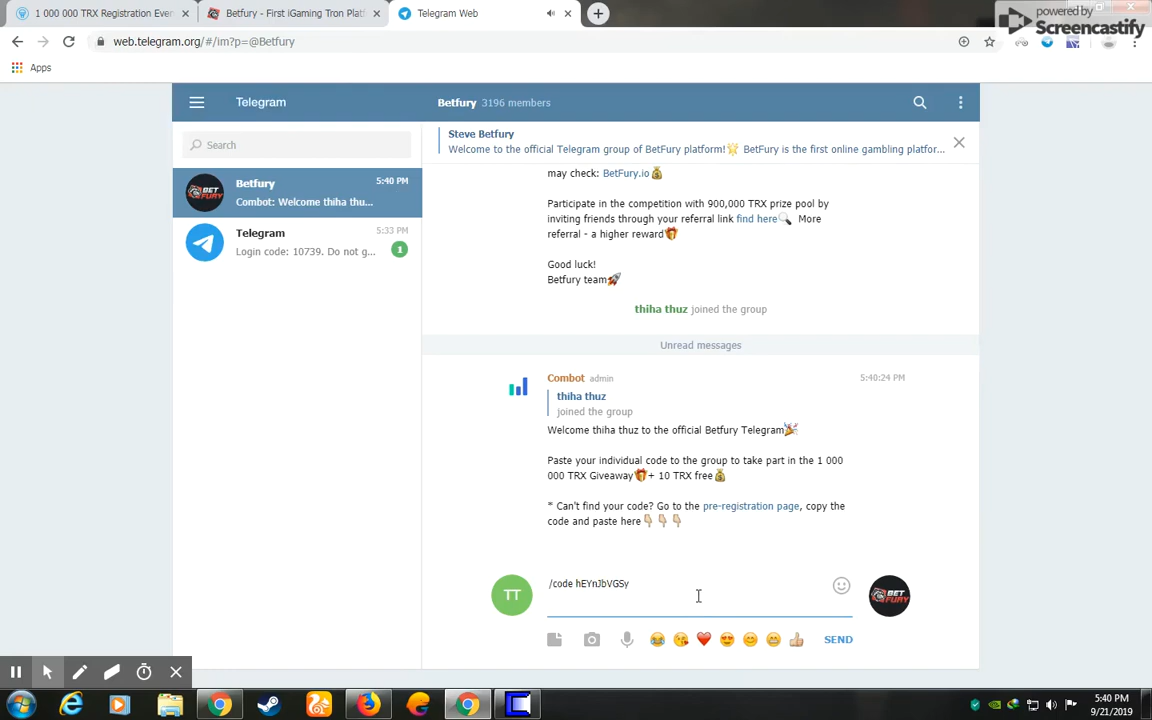 1 000 000 TRX Registration Even
Betfury - First iGaming Tron Platf
Telegram Web
powered by
Screencastify
web.telegram.org/#/im?p=@Betfury
Apps
Telegram
Betfury 3196 members
Search
Steve Betfury
Welcome to the official Telegram group of BetFury platform!🌟 BetFury is the first online gambling platfor...
Betfury 5:40 PM
Combot: Welcome thiha thu...
Telegram 5:33 PM
Login code: 10739. Do not g... 1
may check: BetFury.io💰
Participate in the competition with 900,000 TRX prize pool by
inviting friends through your referral link find here🔍 More
referral - a higher reward🎁
Good luck!
Betfury team🚀
thiha thuz joined the group
Unread messages
Combot admin 5:40:24 PM
thiha thuz
joined the group
Welcome thiha thuz to the official Betfury Telegram🎉
Paste your individual code to the group to take part in the 1 000
000 TRX Giveaway🎁+ 10 TRX free💰
* Can't find your code? Go to the pre-registration page, copy the
code and paste here👇🏻👇🏻👇🏻
TT
/code hEYnJbVGSy
BET
FURY
SEND
5:40 PM
9/21/2019